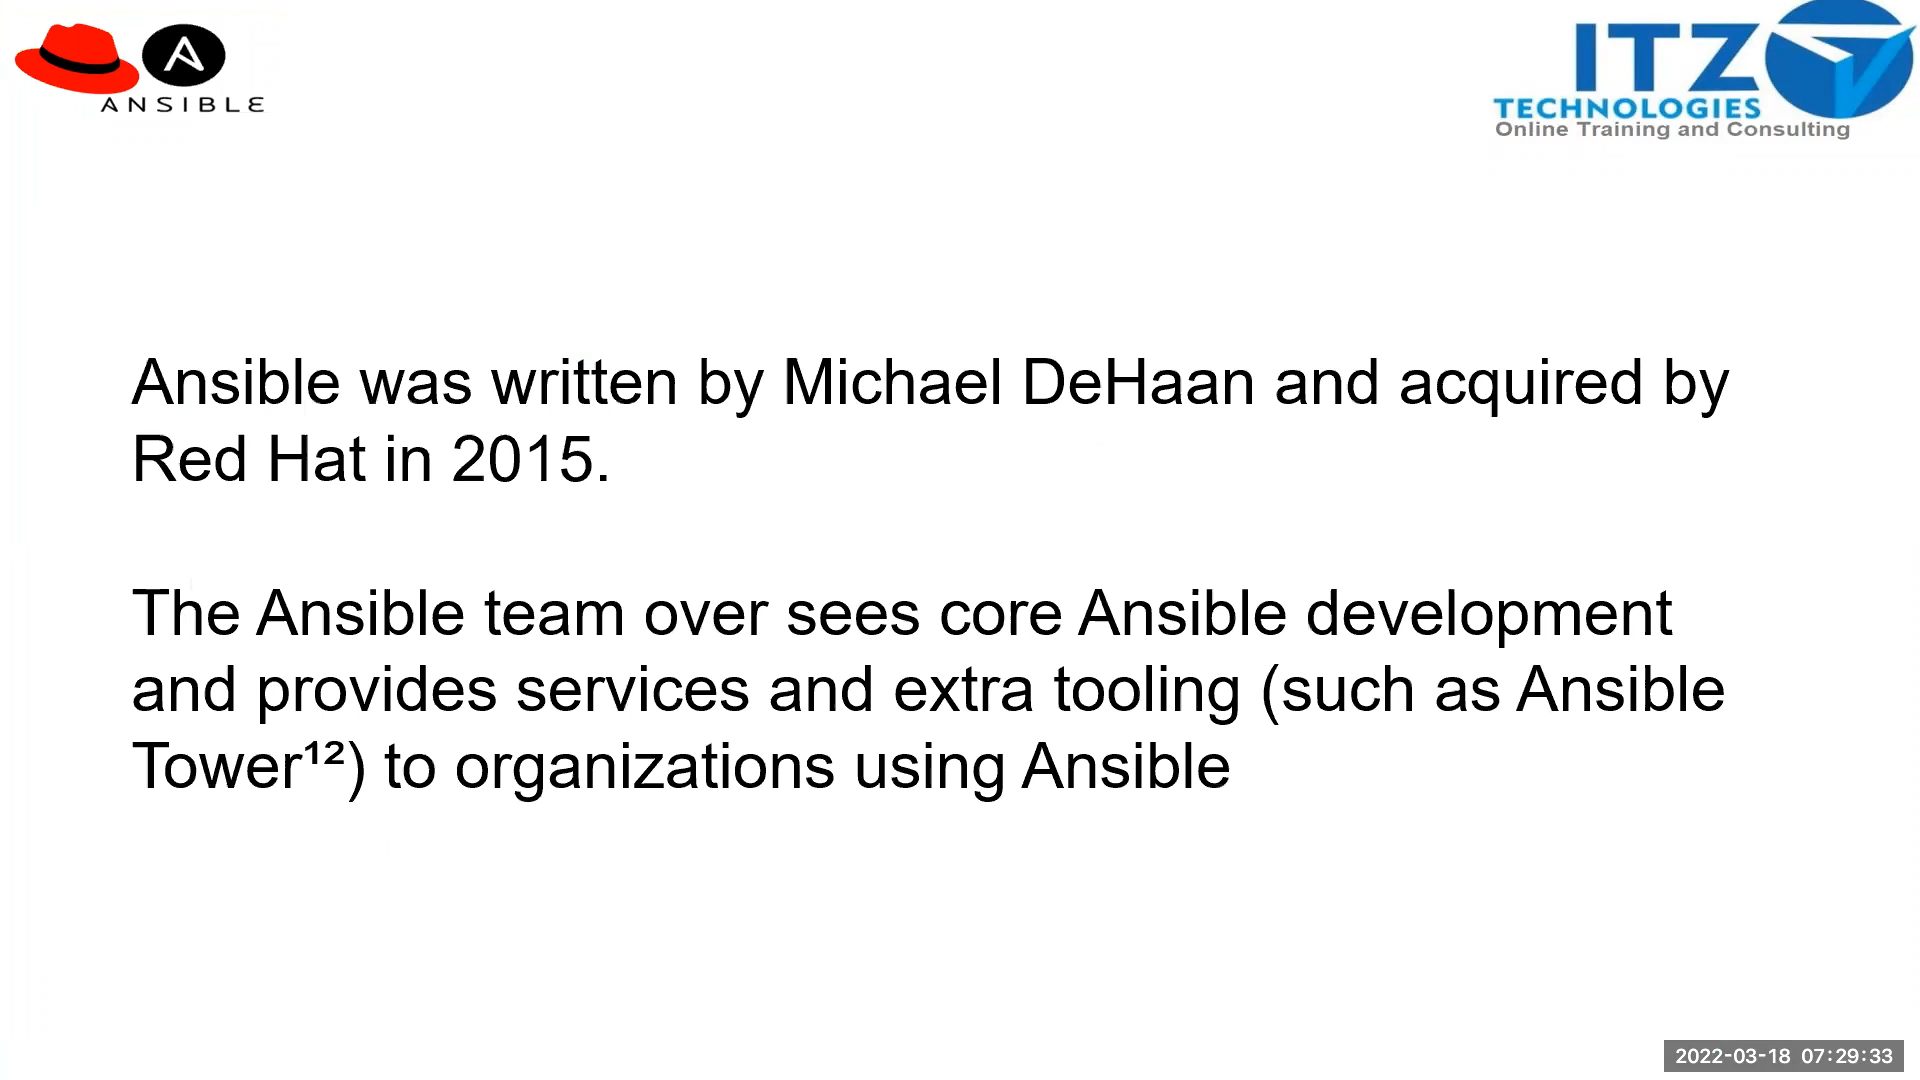 ANSIBLE
ITZ
TECHNOLOGIES
Online Training and Consulting
Ansible was written by Michael DeHaan and acquired by
Red Hat in 2015.
The Ansible team over sees core Ansible development
and provides services and extra tooling (such as Ansible
Tower¹²) to organizations using Ansible
2022-03-18 07:29:33